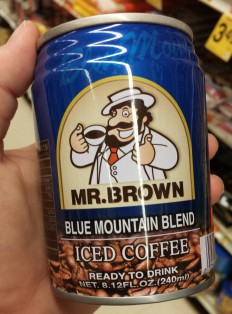 MR.BROWN
BLUE MOUNTAIN BLEND
ICED COFFEE
READY TO DRINK
NET. 8.12FL.OZ.(240ml)